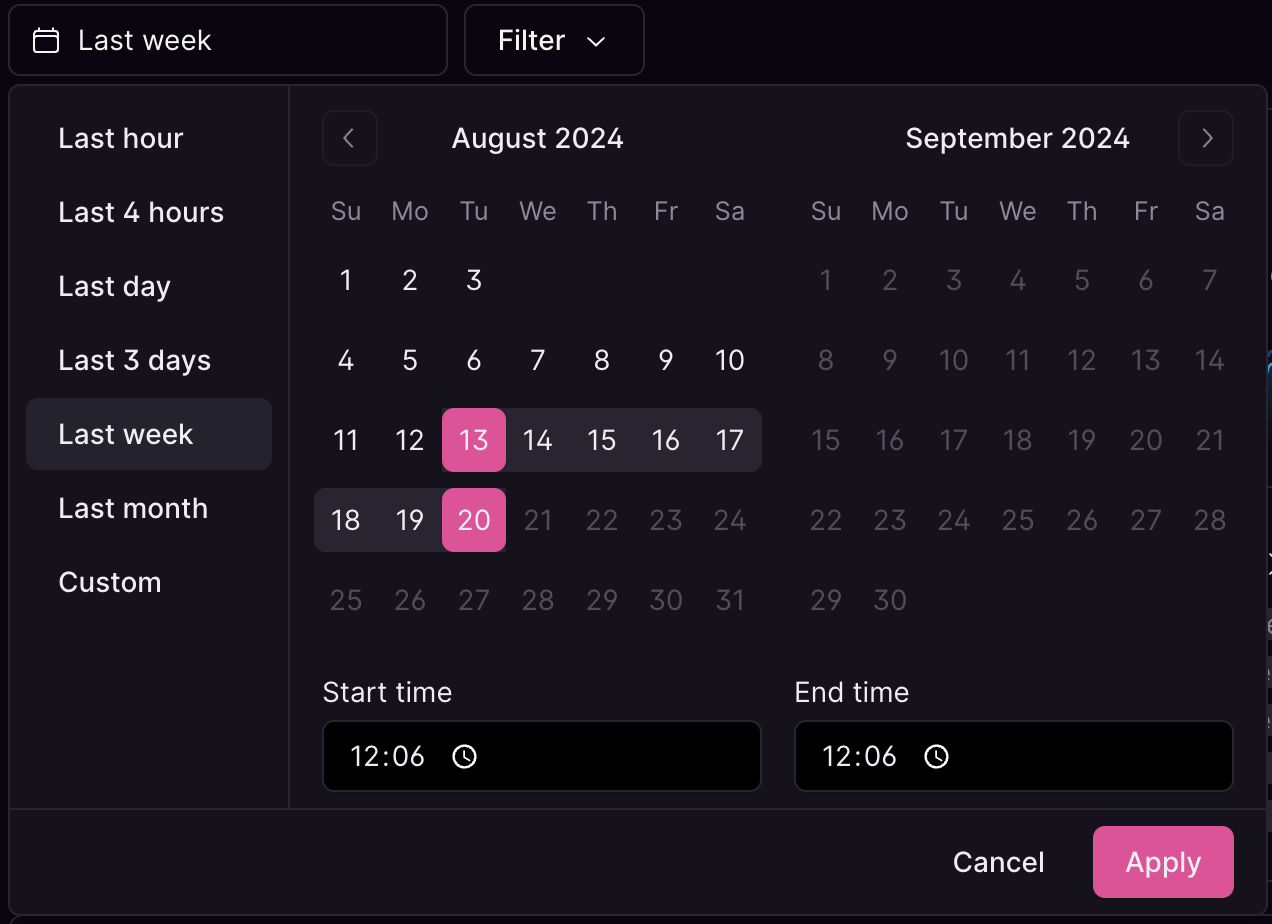 Last week
Filter
Last hour
Last 4 hours
Last day
Last 3 days
Last week
Last month
Custom
August 2024
Su Mo Tu We Th Fr Sa
1 2 3
4 5 6 7 8 9 10
11 12 13 14 15 16 17
18 19 20 21 22 23 24
25 26 27 28 29 30 31
September 2024
Su Mo Tu We Th Fr Sa
1 2 3 4 5 6 7
8 9 10 11 12 13 14
15 16 17 18 19 20 21
22 23 24 25 26 27 28
29 30
Start time
12:06
End time
12:06
Cancel
Apply